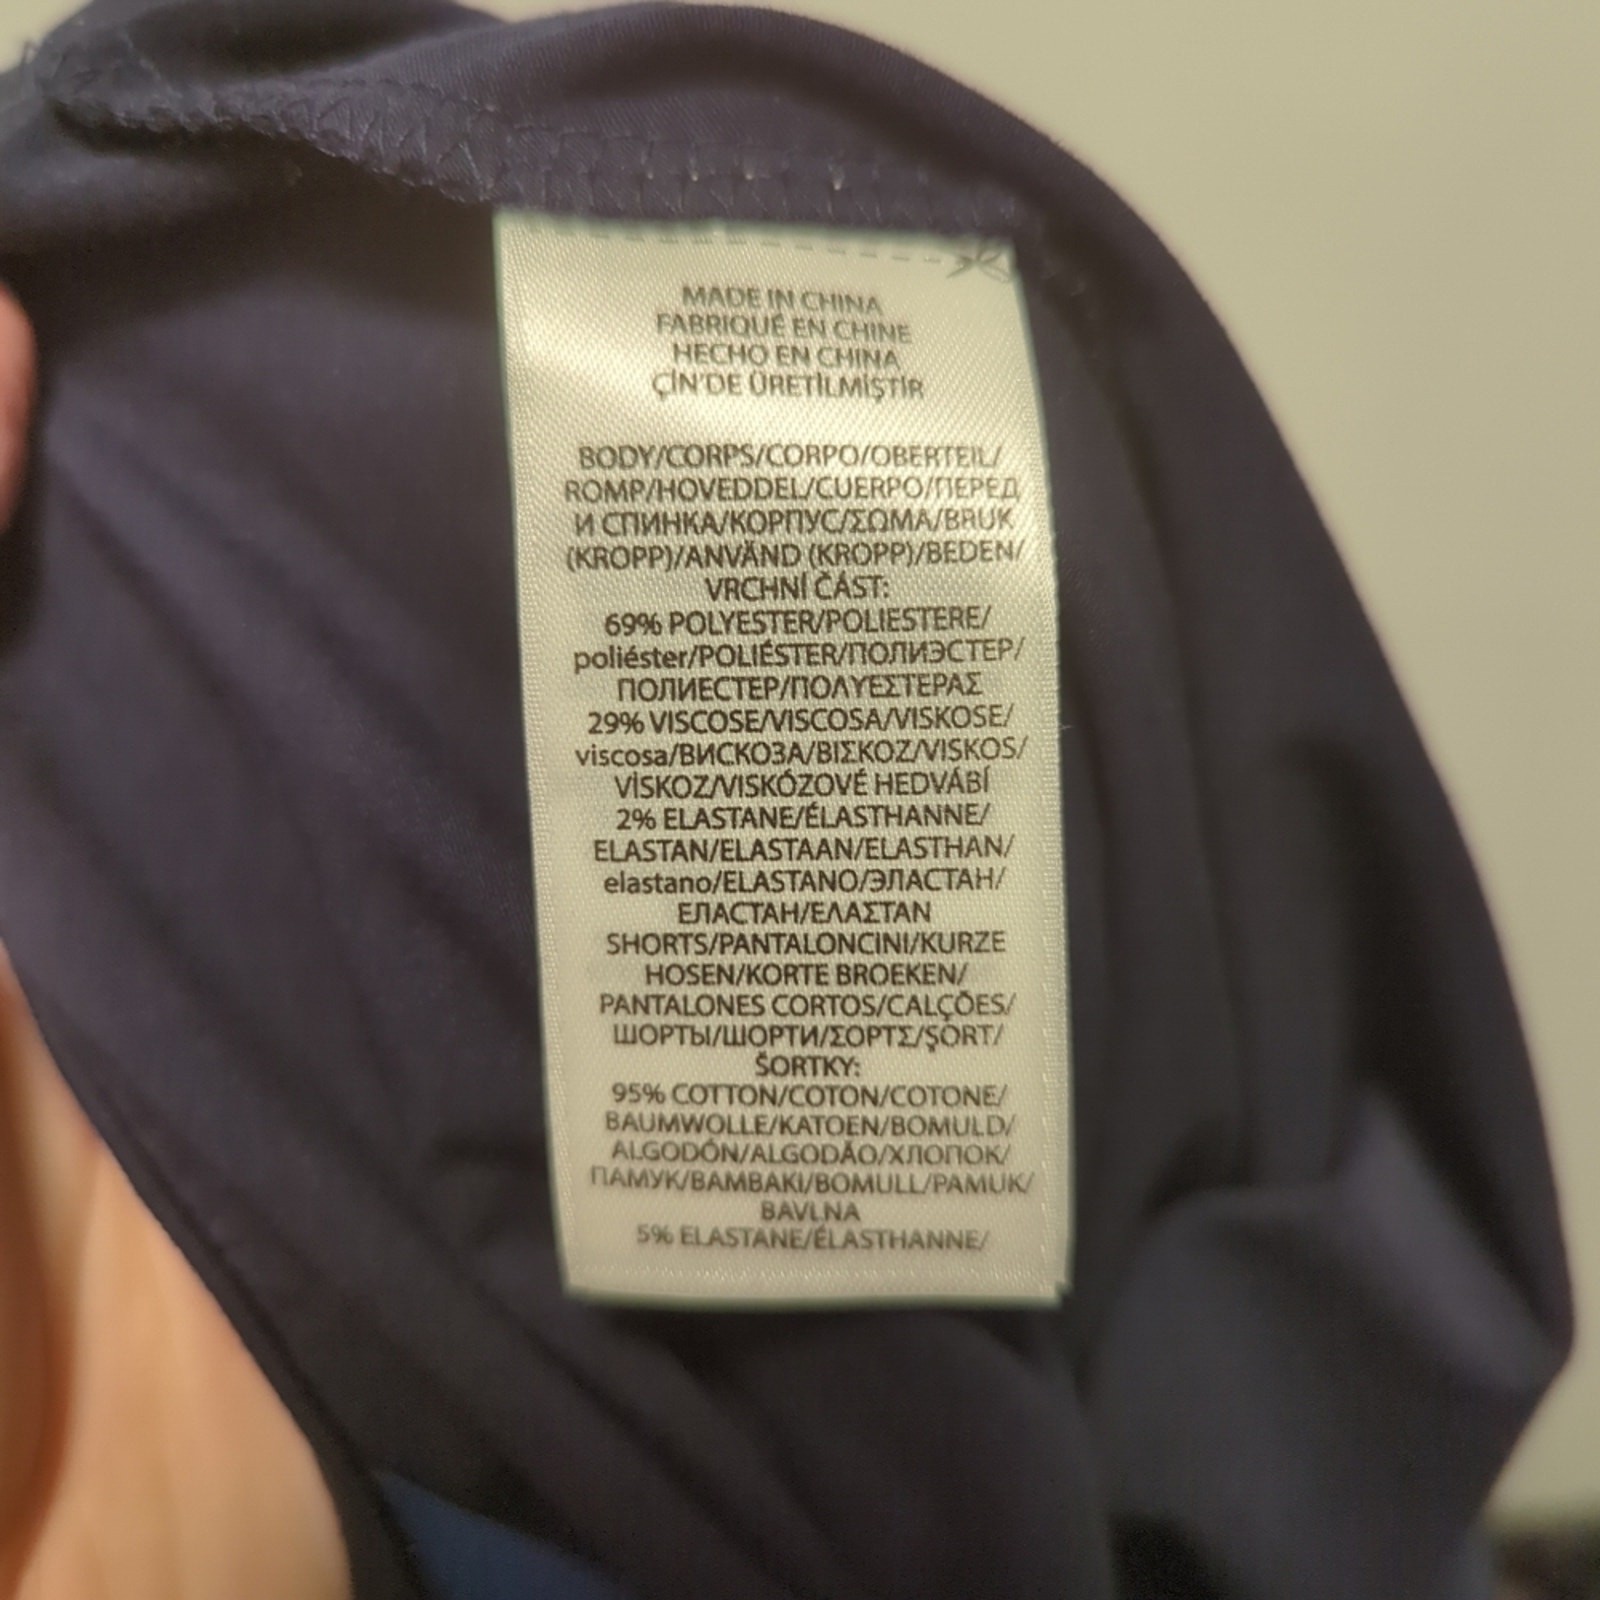 MADE IN CHINA
FABRIQUÉ EN CHINE
HECHO EN CHINA
ÇİN'DE ÜRETİLMİŞTİR
BODY/CORPS/CORPO/OBERTEIL/
ROMP/HOVEDDEL/CUERPO/ПЕРЕД
И СПИНКА/КОРПУС/ΣΩΜΑ/BRUK
(KROPP)/ANVÄND (KROPP)/BEDEN/
VRCHNÍ ČÁST:
69% POLYESTER/POLIESTERE/
poliéster/POLIÉSTER/ПОЛИЭСТЕР/
ПОЛИЕСТЕР/ΠΟΛΥΕΣΤΕΡΑΣ
29% VISCOSE/VISCOSA/VISKOSE/
viscosa/ВИСКОЗА/ΒΙΣΚΟΖ/VISKOS/
VİSKOZ/VISKÓZOVÉ HEDVÁBÍ
2% ELASTANE/ÉLASTHANNE/
ELASTAN/ELASTAAN/ELASTHAN/
elastano/ELASTANO/ЭЛАСТАН/
ЕЛАСТАН/ΕΛΑΣΤΑΝ
SHORTS/PANTALONCINI/KURZE
HOSEN/KORTE BROEKEN/
PANTALONES CORTOS/CALÇÕES/
ШОРТЫ/ШОРТИ/ΣΟΡΤΣ/ŞORT/
ŠORTKY:
95% COTTON/COTON/COTONE/
BAUMWOLLE/KATOEN/BOMULD/
ALGODÓN/ALGODÃO/ХЛОПОК/
ПАМУК/ΒΑΜΒΑΚΙ/BOMULL/PAMUK/
BAVLNA
5% ELASTANE/ÉLASTHANNE/